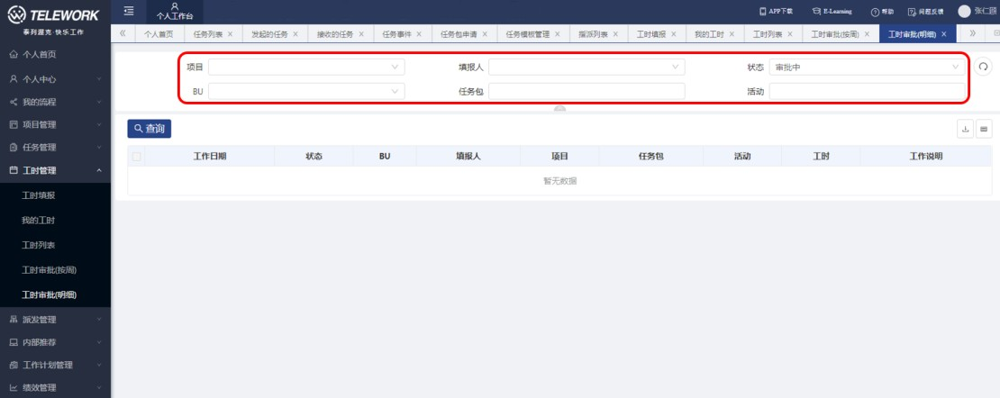 TELEWORK
泰列渥克·快乐工作
个人工作台
APP下载
E-Learning
帮助
问题反馈
个人首页
任务列表
发起的任务
接收的任务
任务事件
任务包申请
任务模板管理
指派列表
工时填报
我的工时
工时列表
工时审批(按周)
工时审批(明细)
个人首页
个人中心
我的流程
项目管理
任务管理
工时管理
工时填报
我的工时
工时列表
工时审批(按周)
工时审批(明细)
派发管理
内部推荐
工作计划管理
绩效管理
项目
填报人
状态 审批中
BU
任务包
活动
查询
工作日期 状态 BU 填报人 项目 任务包 活动 工时 工作说明
暂无数据